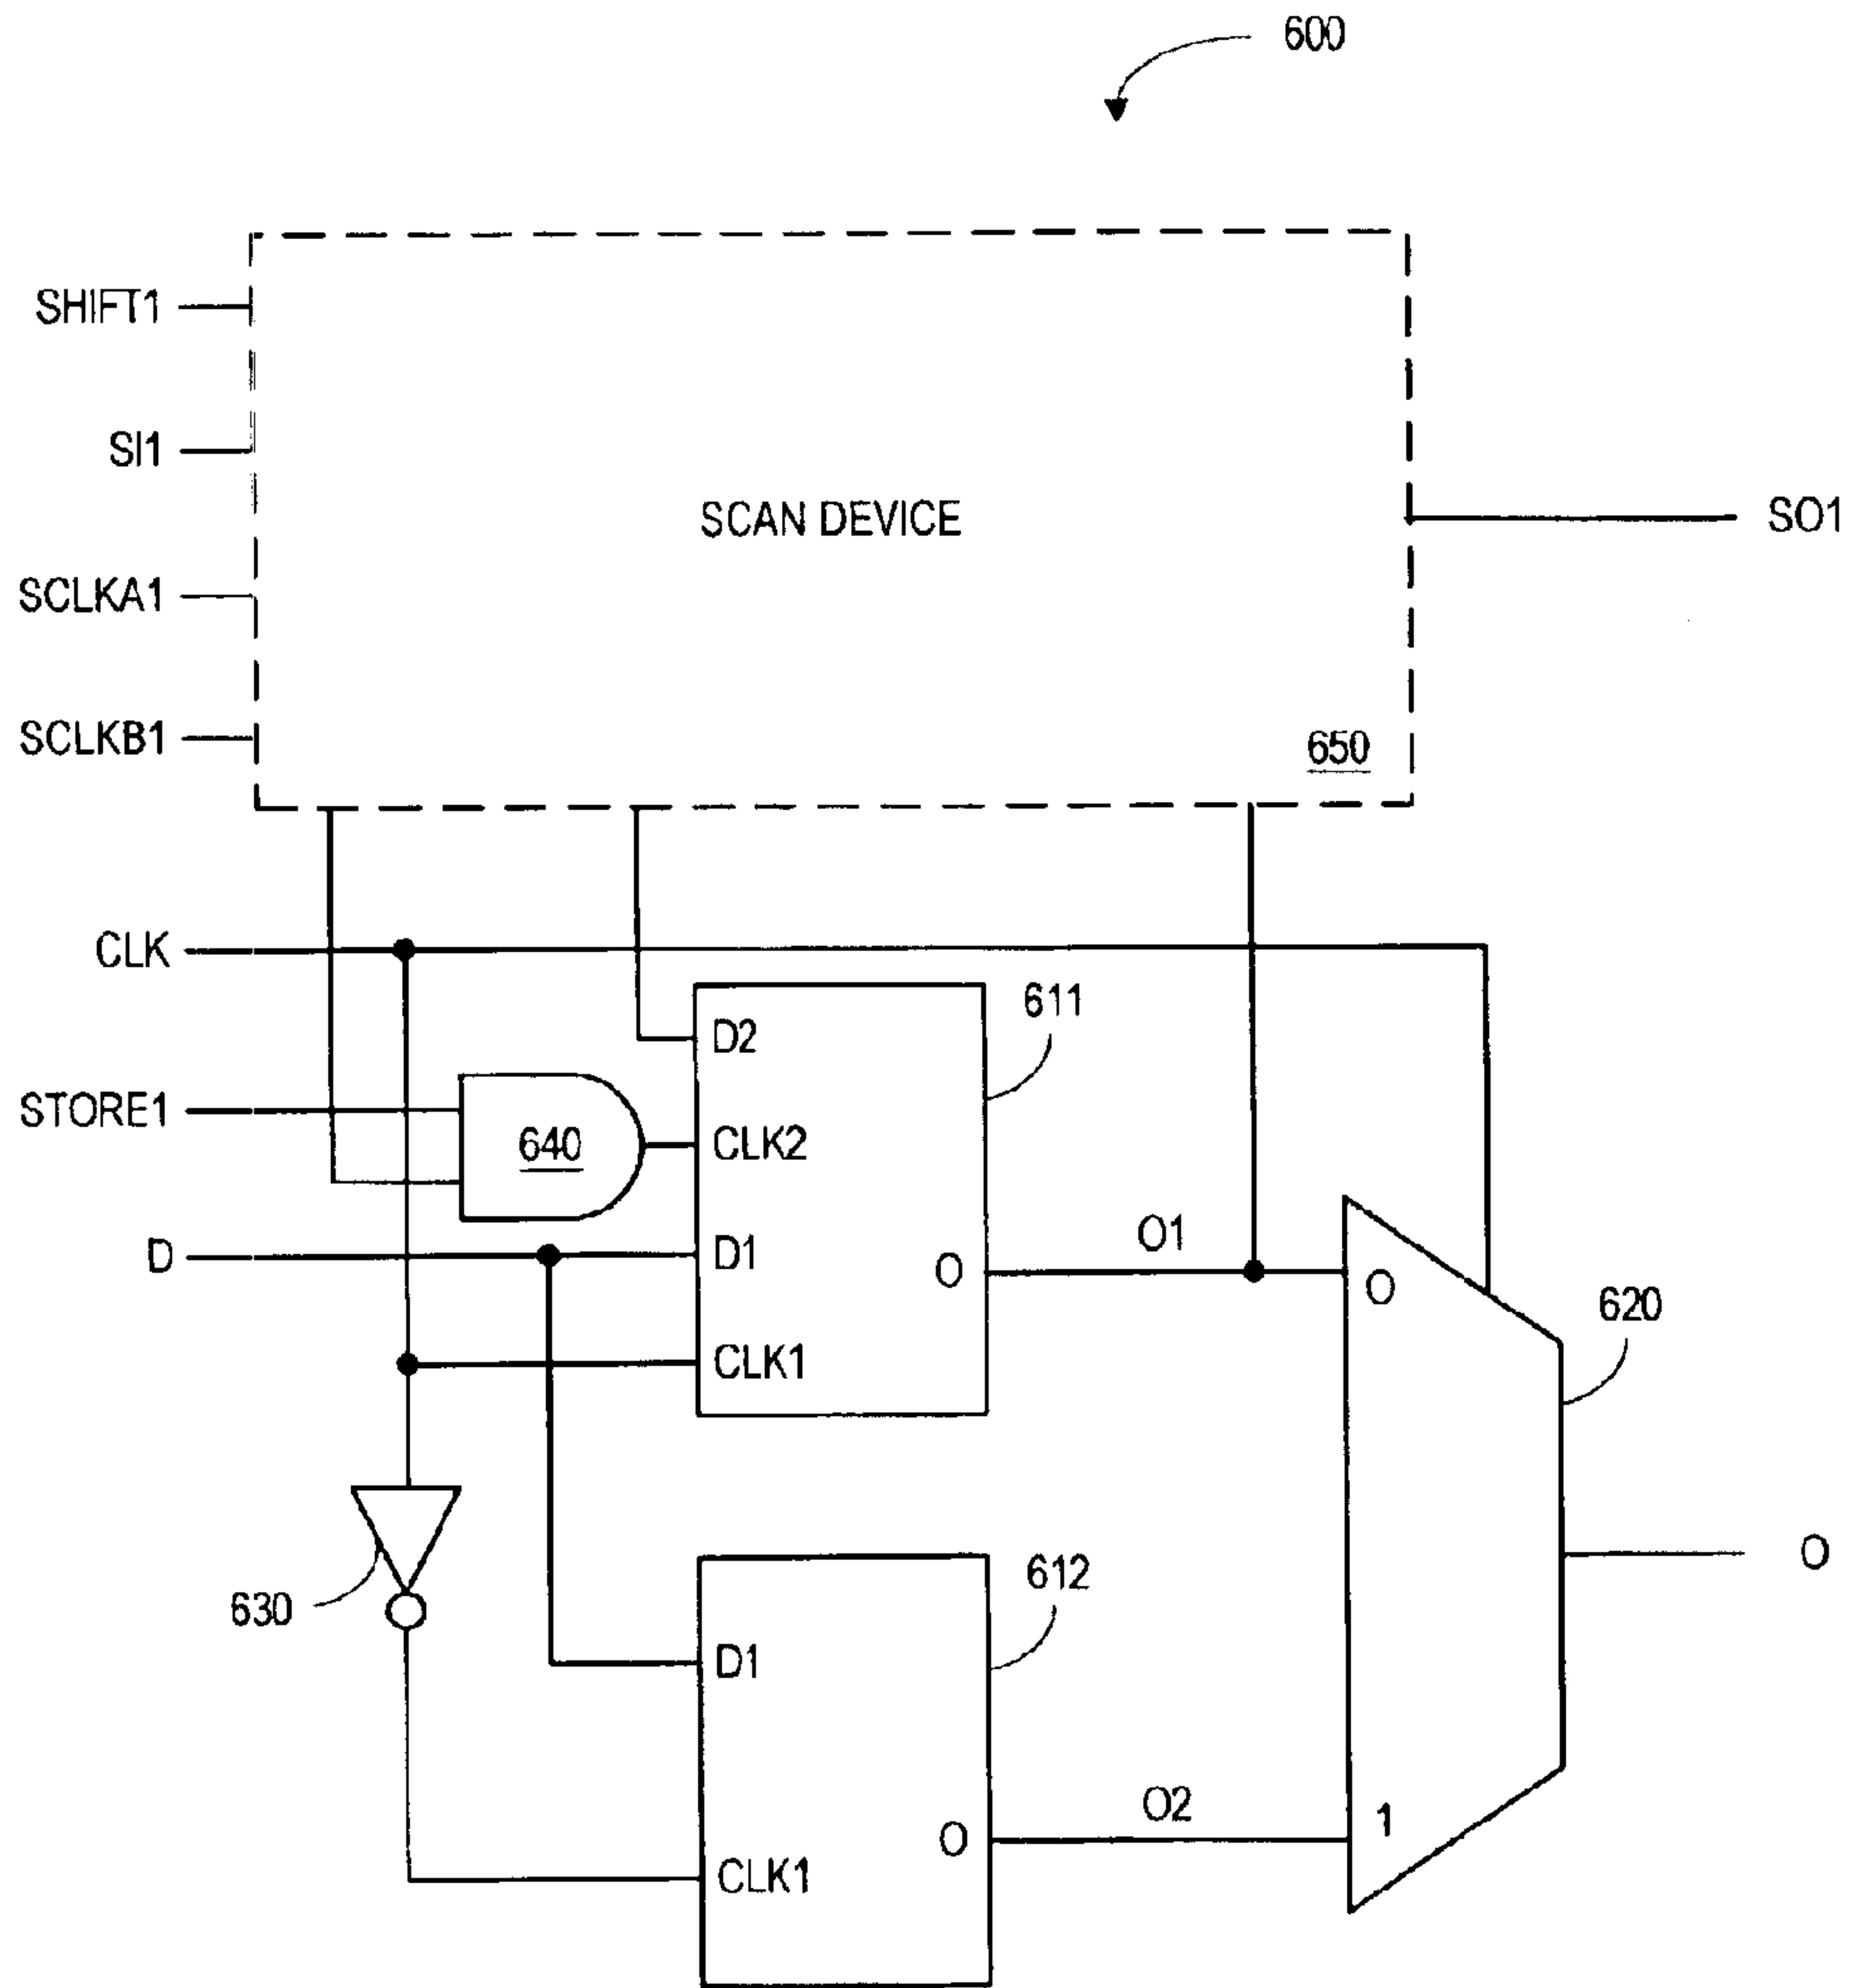 600
SHIFT1
SI1
SCAN DEVICE
SO1
SCLKA1
SCLKB1
650
CLK
611
D2
STORE1
640
CLK2
D
D1
O1
O
O
620
CLK1
O
612
630
D1
O2
1
O
CLK1